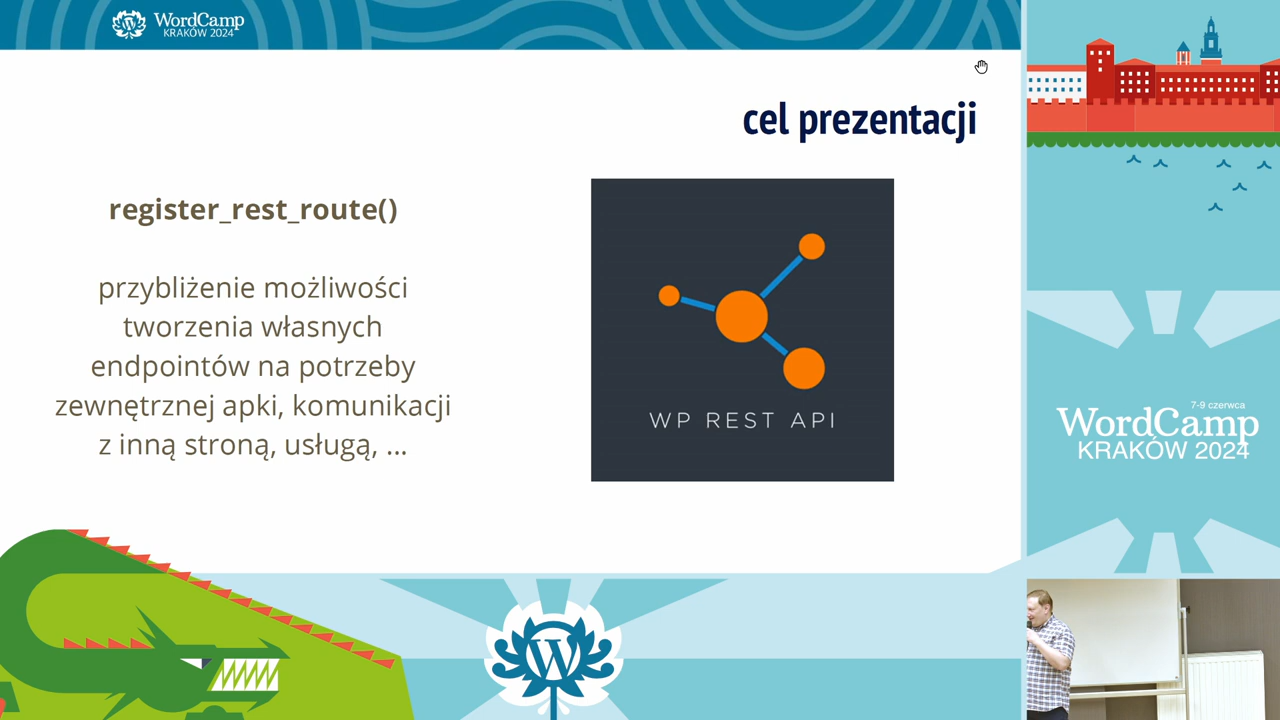 WordCamp
KRAKÓW 2024
cel prezentacji
register_rest_route()
przybliżenie możliwości
tworzenia własnych
endpointów na potrzeby
zewnętrznej apki, komunikacji
z inną stroną, usługą, ...
WP REST API
7-9 czerwca
WordCamp
KRAKÓW 2024